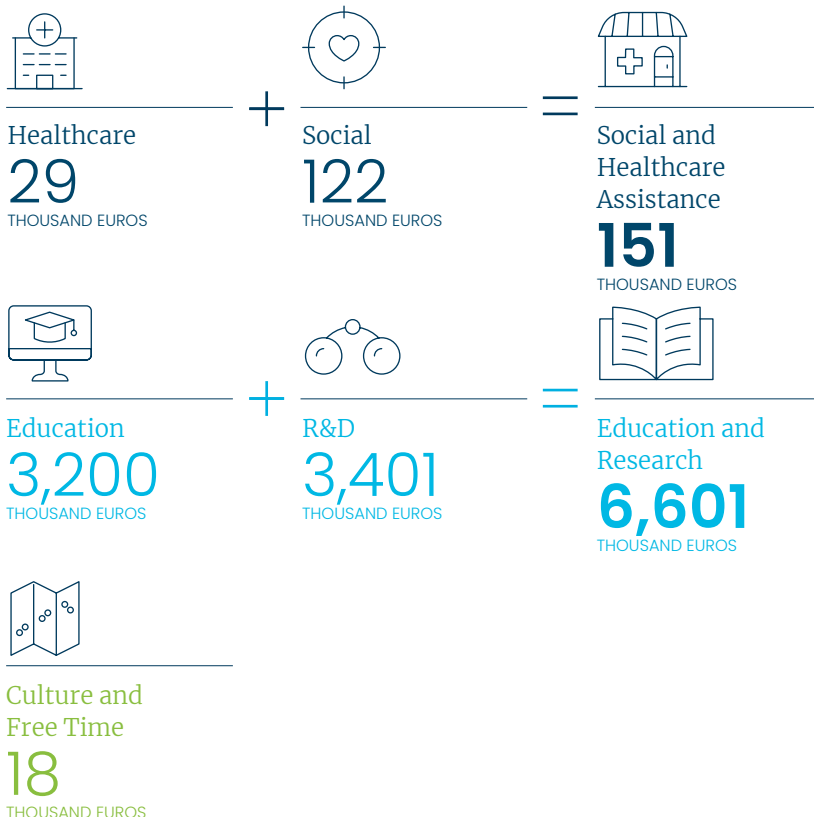 Healthcare
29
THOUSAND EUROS
+
Social
122
THOUSAND EUROS
=
Social and
Healthcare
Assistance
151
THOUSAND EUROS
Education
3,200
THOUSAND EUROS
+
R&D
3,401
THOUSAND EUROS
=
Education and
Research
6,601
THOUSAND EUROS
Culture and
Free Time
18
THOUSAND EUROS